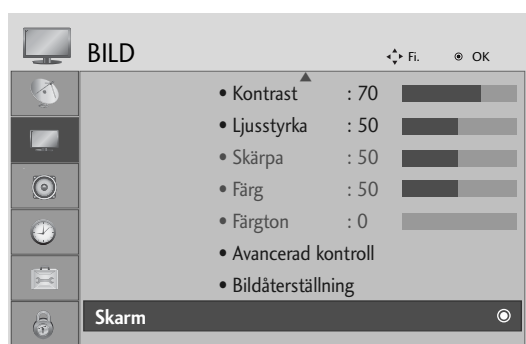 BILD Fi. OK
• Kontrast : 70
• Ljusstyrka : 50
• Skärpa : 50
• Färg : 50
• Färgton : 0
• Avancerad kontroll
• Bildåterställning
Skarm